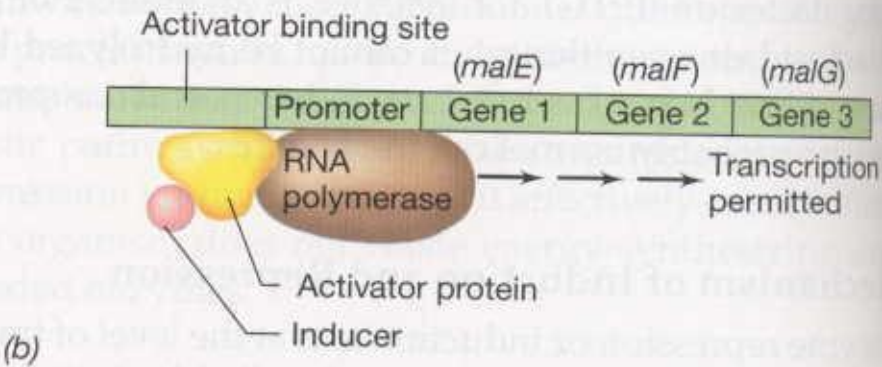 Activator binding site
(malE) (malF) (malG)
Promoter Gene 1 Gene 2 Gene 3
RNA
polymerase
Transcription
permitted
Activator protein
Inducer
(b)